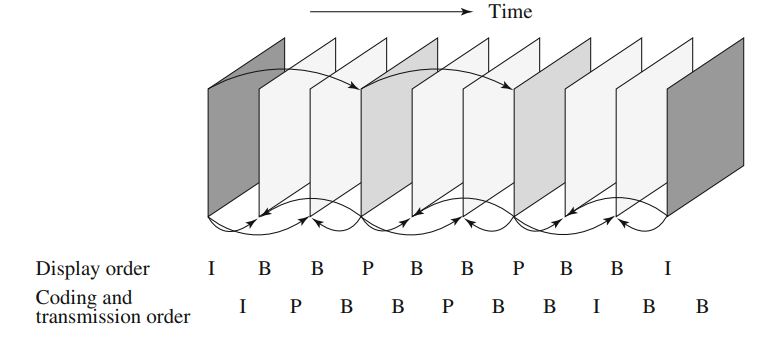 Time
Display order I B B P B B P B B I
Coding and
transmission order I P B B P B B I B B